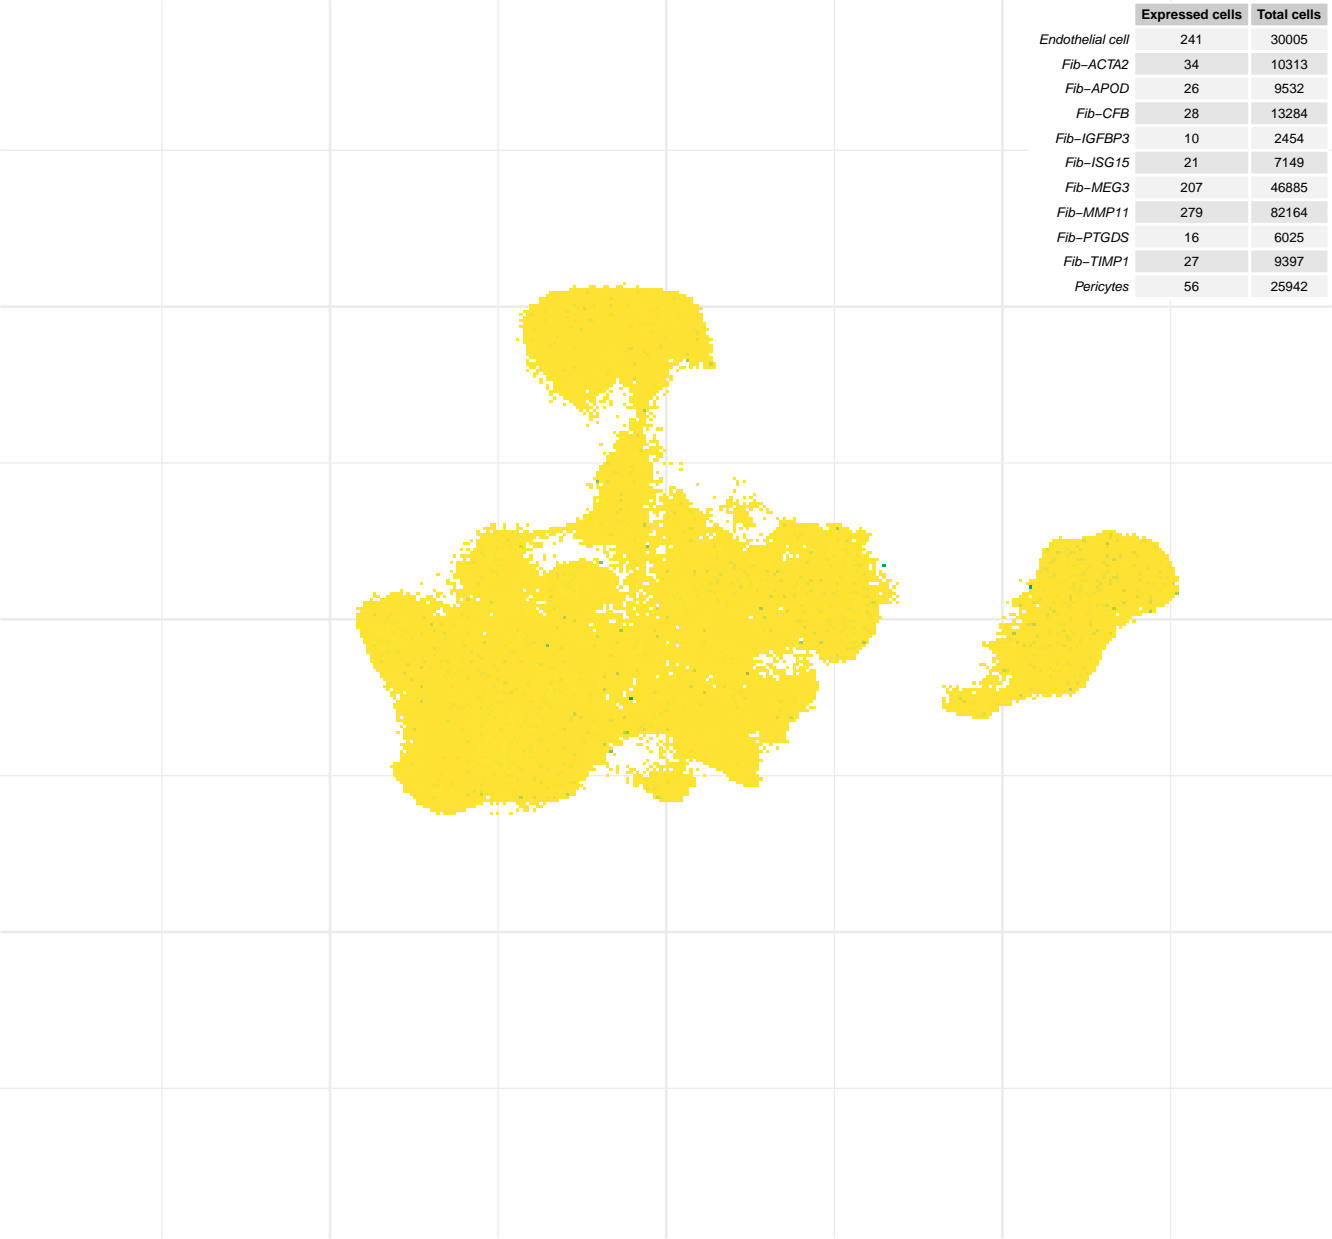 Expressed cells Total cells
Endothelial cell 241 30005
Fib−ACTA2 34 10313
Fib−APOD 26 9532
Fib−CFB 28 13284
Fib−IGFBP3 10 2454
Fib−ISG15 21 7149
Fib−MEG3 207 46885
Fib−MMP11 279 82164
Fib−PTGDS 16 6025
Fib−TIMP1 27 9397
Pericytes 56 25942